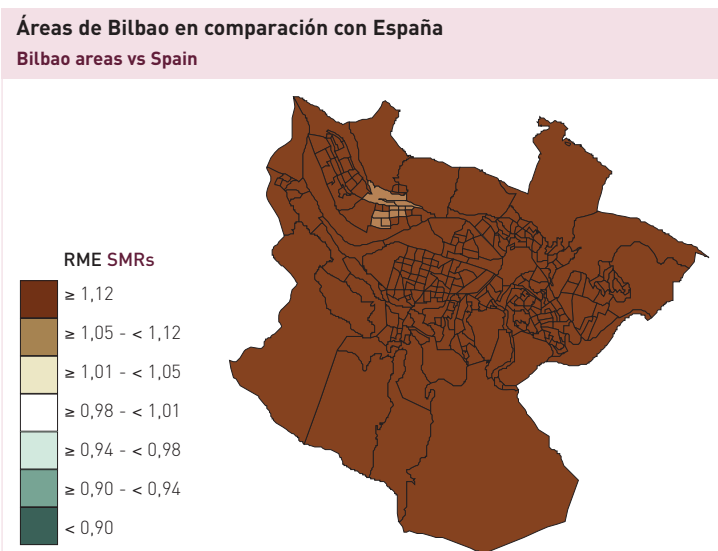 Áreas de Bilbao en comparación con España
Bilbao areas vs Spain
RME SMRs
≥ 1,12
≥ 1,05 - < 1,12
≥ 1,01 - < 1,05
≥ 0,98 - < 1,01
≥ 0,94 - < 0,98
≥ 0,90 - < 0,94
< 0,90